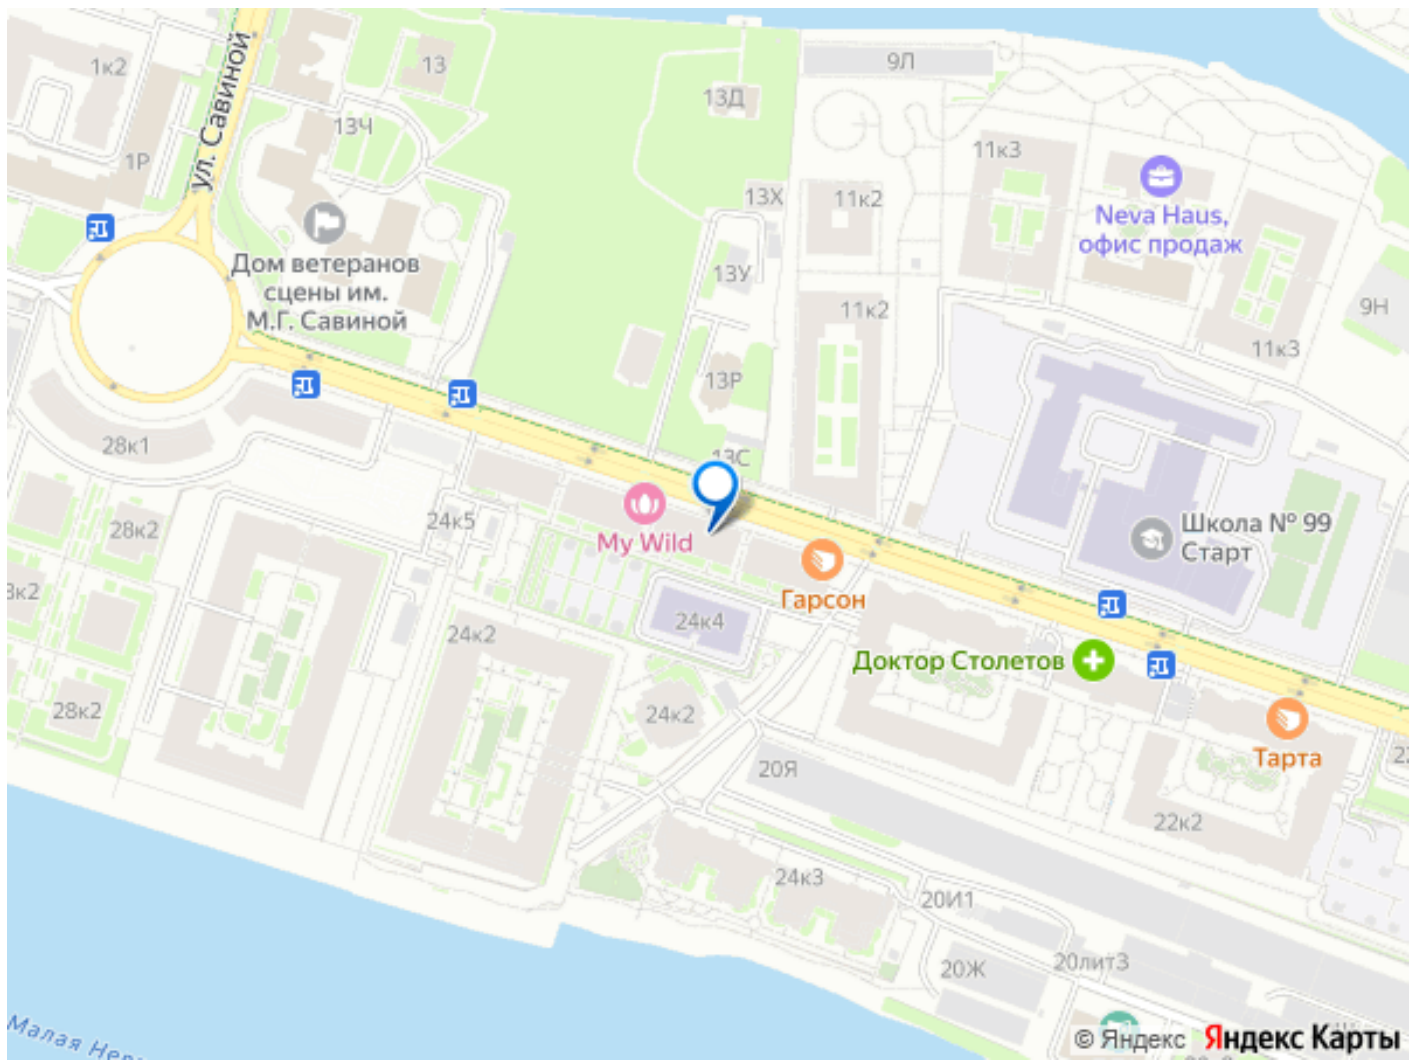 1к2
13
9Л
ул. Савиной
13Д
13Ч
1Р
11к3
13Х
11к2
Neva Haus,
офис продаж
Дом ветеранов
сцены им.
М.Г. Савиной
13У
11к2
9Н
11к3
13Р
28к1
13С
24к5
My Wild
28к2
Школа № 99
Старт
Гарсон
24к4
24к2
Доктор Столетов
28к2
24к2
Тарта
20Я
22к2
24к3
20И1
20Ж
20лит3
Малая
© Яндекс Яндекс Карты